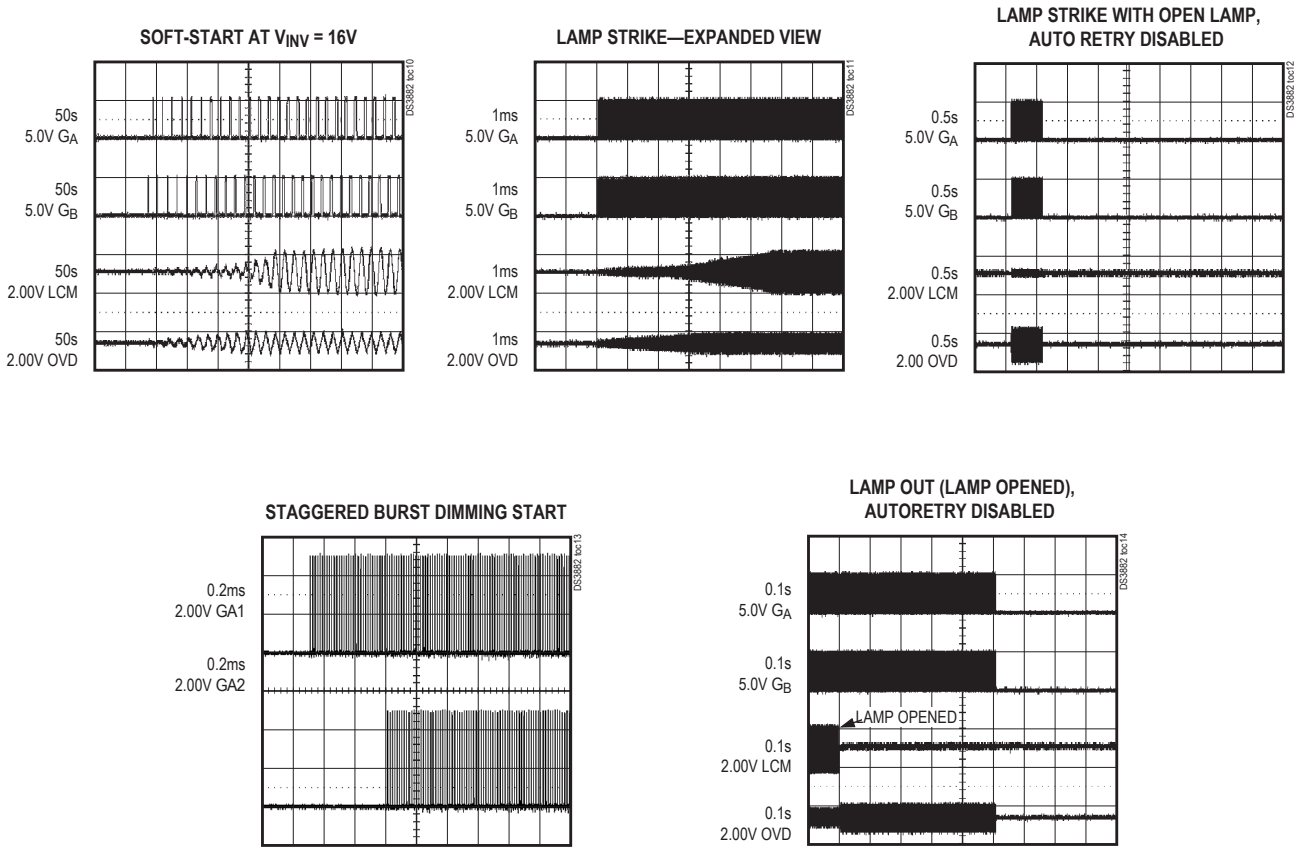 SOFT-START AT VINV = 16V
DS3882 toc10
50s
5.0V GA
50s
5.0V GB
50s
2.00V LCM
50s
2.00V OVD
LAMP STRIKE—EXPANDED VIEW
DS3882 toc11
1ms
5.0V GA
1ms
5.0V GB
1ms
2.00V LCM
1ms
2.00V OVD
LAMP STRIKE WITH OPEN LAMP,
AUTO RETRY DISABLED
DS3882 toc12
0.5s
5.0V GA
0.5s
5.0V GB
0.5s
2.00V LCM
0.5s
2.00 OVD
STAGGERED BURST DIMMING START
DS3882 toc13
0.2ms
2.00V GA1
0.2ms
2.00V GA2
LAMP OUT (LAMP OPENED),
AUTORETRY DISABLED
DS3882 toc14
0.1s
5.0V GA
0.1s
5.0V GB
LAMP OPENED
0.1s
2.00V LCM
0.1s
2.00V OVD